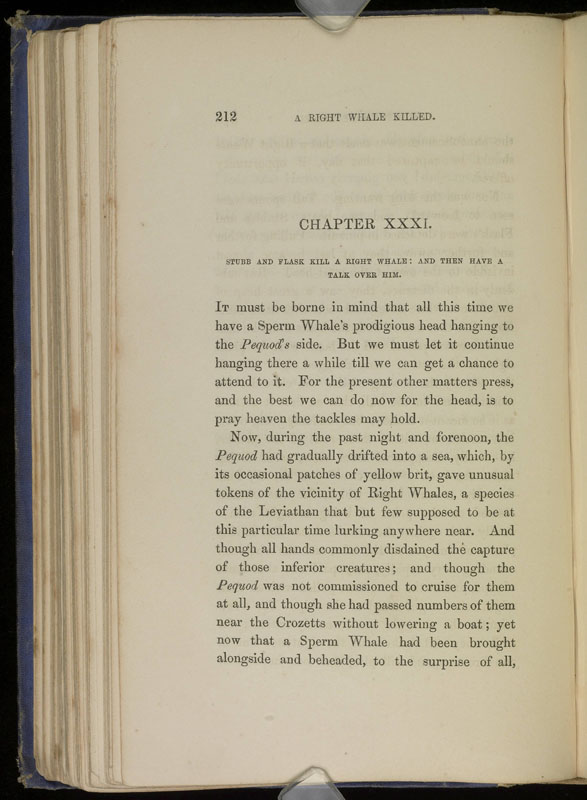 212 A RIGHT WHALE KILLED.
CHAPTER XXXI.
STUBB AND FLASK KILL A RIGHT WHALE: AND THEN HAVE A
TALK OVER HIM.
IT must be borne in mind that all this time we
have a Sperm Whale's prodigious head hanging to
the Pequod's side. But we must let it continue
hanging there a while till we can get a chance to
attend to it. For the present other matters press,
and the best we can do now for the head, is to
pray heaven the tackles may hold.
Now, during the past night and forenoon, the
Pequod had gradually drifted into a sea, which, by
its occasional patches of yellow brit, gave unusual
tokens of the vicinity of Right Whales, a species
of the Leviathan that but few supposed to be at
this particular time lurking anywhere near. And
though all hands commonly disdained the capture
of those inferior creatures; and though the
Pequod was not commissioned to cruise for them
at all, and though she had passed numbers of them
near the Crozetts without lowering a boat; yet
now that a Sperm Whale had been brought
alongside and beheaded, to the surprise of all,